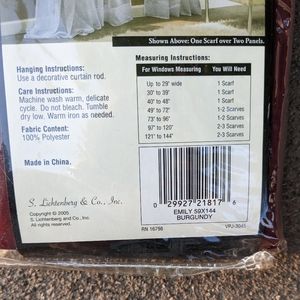 Shown Above: One Scarf over Two Panels.
Hanging Instructions:
Use a decorative curtain rod.
Care Instructions:
Machine wash warm, delicate
cycle. Do not bleach. Tumble
dry low. Warm iron as needed.
Fabric Content:
100% Polyester
Made in China.
S. Lichtenberg & Co., Inc.
Copyright © 2005
S. Lichtenberg and Co., Inc.
All Rights Reserved.
Measuring Instructions:
For Windows Measuring You Will Need
Up to 29" wide 1 Scarf
30" to 39" 1 Scarf
40" to 48" 1 Scarf
49" to 72" 1-2 Scarves
73" to 96" 1-2 Scarves
97" to 120" 2-3 Scarves
121" to 144" 2-3 Scarves
0 29927 21817 6
EMILY 59X144
BURGUNDY
RN 16798 VPJ-3041